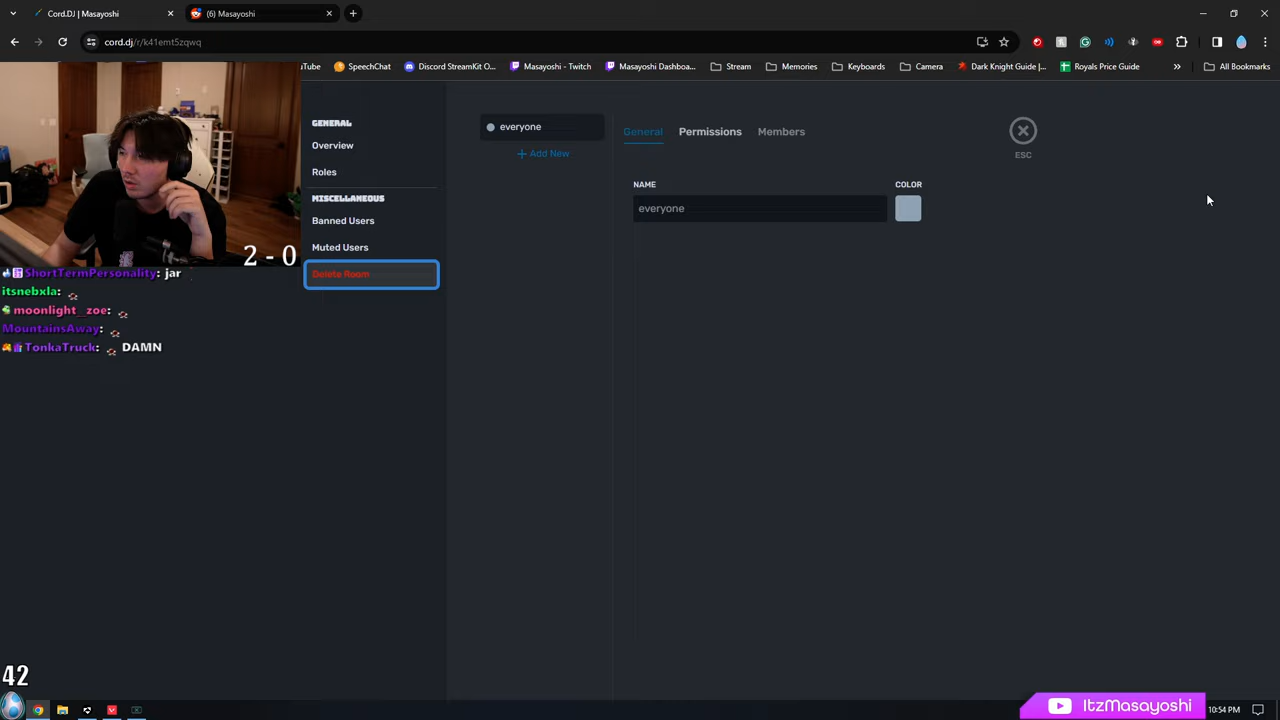 Cord.DJ | Masayoshi
(6) Masayoshi
cord.dj/r/k41emt5zqwq
uTube
SpeechChat
Discord StreamKit O...
Masayoshi - Twitch
Masayoshi Dashboa...
Stream
Memories
Keyboards
Camera
Dark Knight Guide |...
Royals Price Guide
»
All Bookmarks
GENERAL
Overview
Roles
MISCELLANEOUS
Banned Users
Muted Users
Delete Room
everyone
+ Add New
General
Permissions
Members
ESC
NAME
COLOR
everyone
2 - 0
ShortTermPersonality: jar
itsnebxla:
moonlight_zoe:
MountainsAway:
TonkaTruck: DAMN
42
ItzMasayoshi
10:54 PM